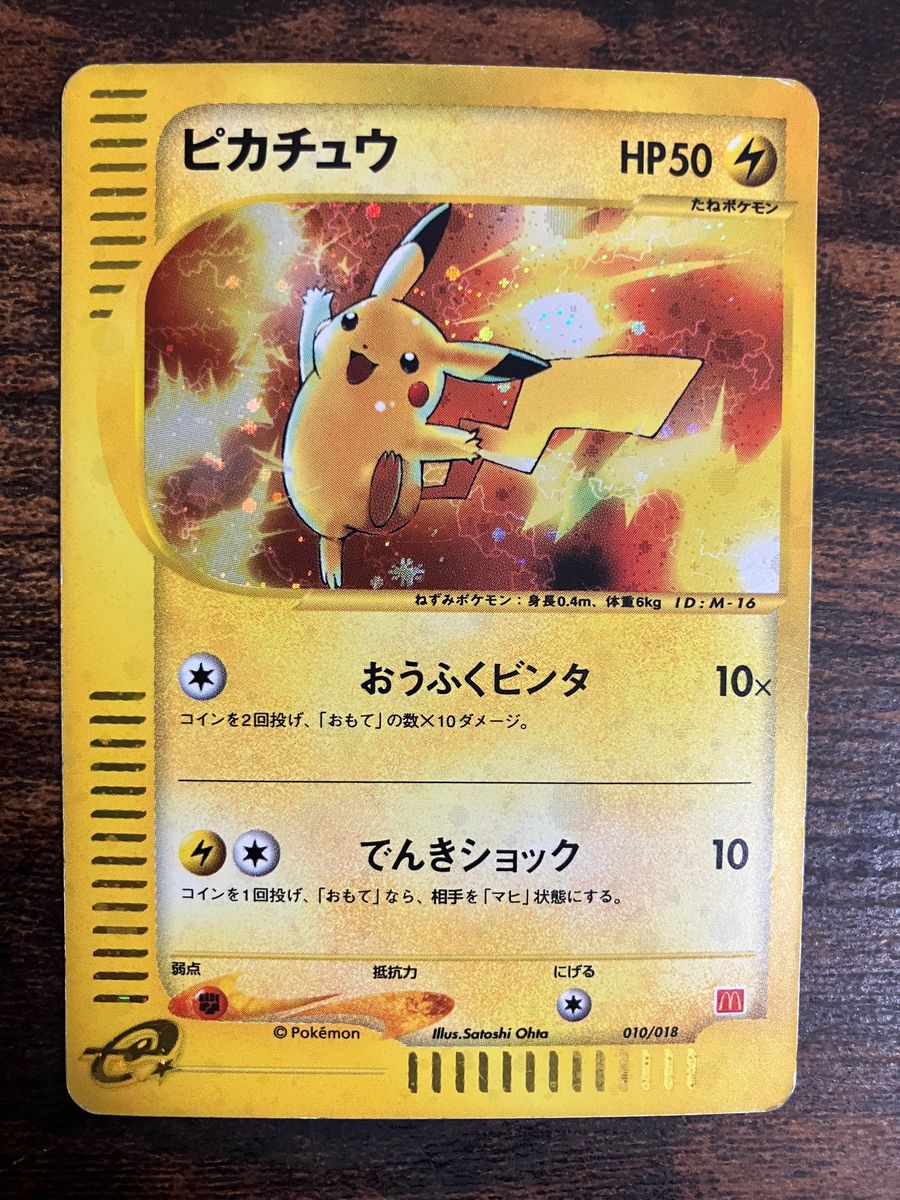 ピカチュウ HP50
たねポケモン
ねずみポケモン：身長0.4m、体重6kg ID:M-16
おうふくビンタ 10×
コインを2回投げ、「おもて」の数×10ダメージ。
でんきショック 10
コインを1回投げ、「おもて」なら、相手を「マヒ」状態にする。
弱点 抵抗力 にげる
© Pokémon Illus.Satoshi Ohta 010/018
e